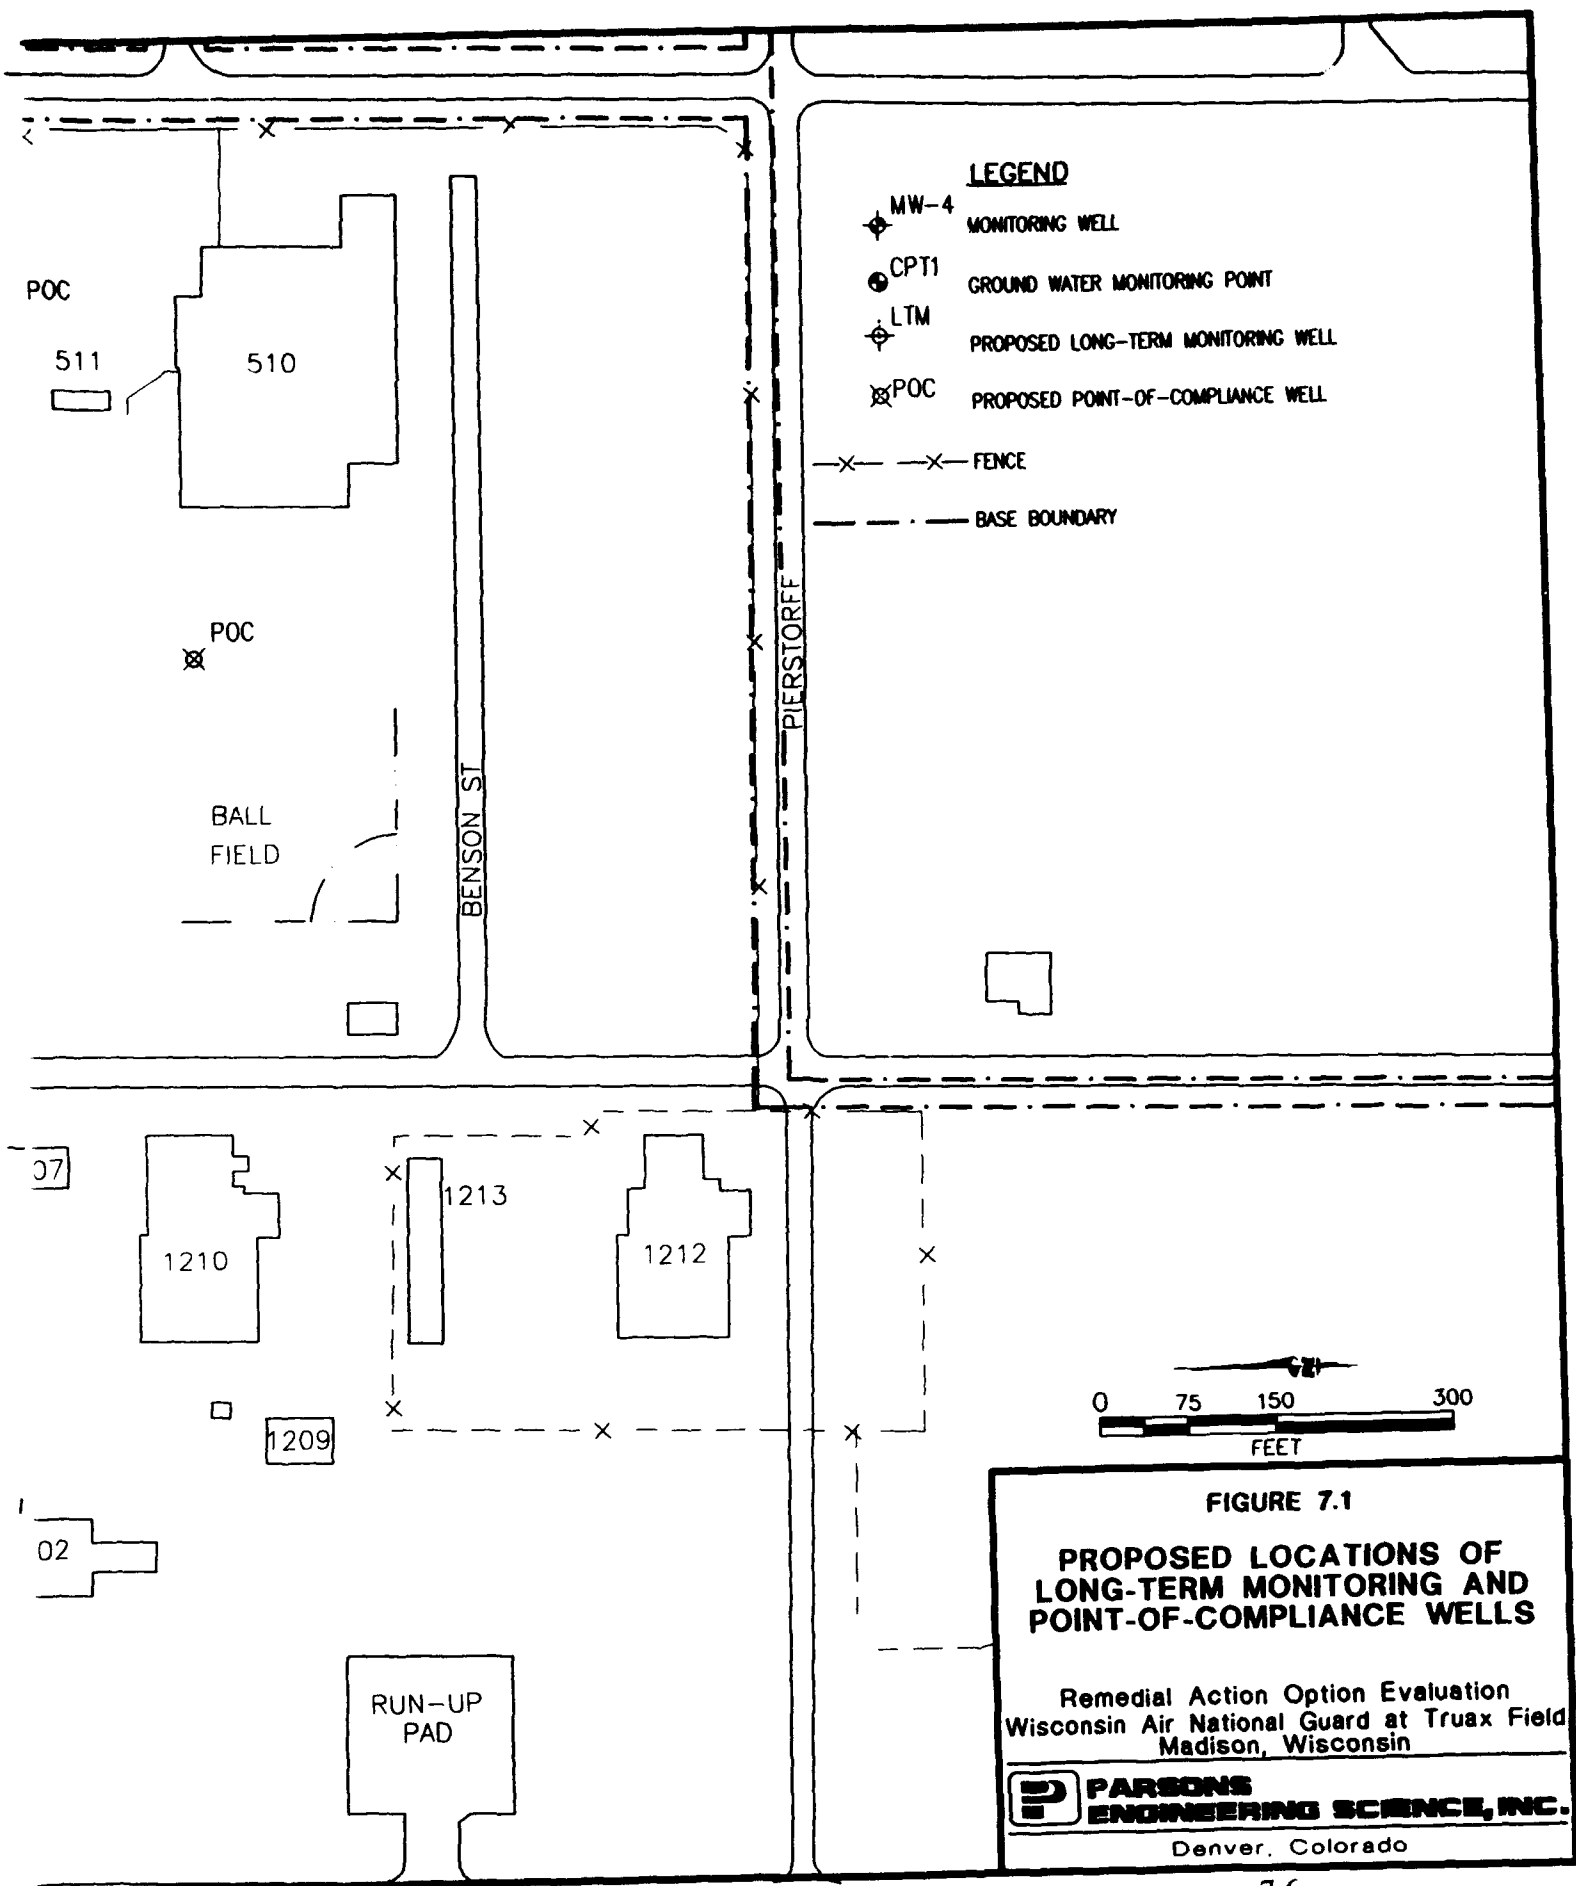 LEGEND
MW-4
MONITORING WELL
CPT1
GROUND WATER MONITORING POINT
LTM
PROPOSED LONG-TERM MONITORING WELL
POC
PROPOSED POINT-OF-COMPLIANCE WELL
FENCE
BASE BOUNDARY
POC
511
510
POC
BALL
FIELD
BENSON ST
PIERSTORFF
07
1210
1213
1212
1209
02
RUN-UP
PAD
0 75 150 300
FEET
FIGURE 7.1
PROPOSED LOCATIONS OF
LONG-TERM MONITORING AND
POINT-OF-COMPLIANCE WELLS
Remedial Action Option Evaluation
Wisconsin Air National Guard at Truax Field
Madison, Wisconsin
PARSONS
ENGINEERING SCIENCE, INC.
Denver, Colorado